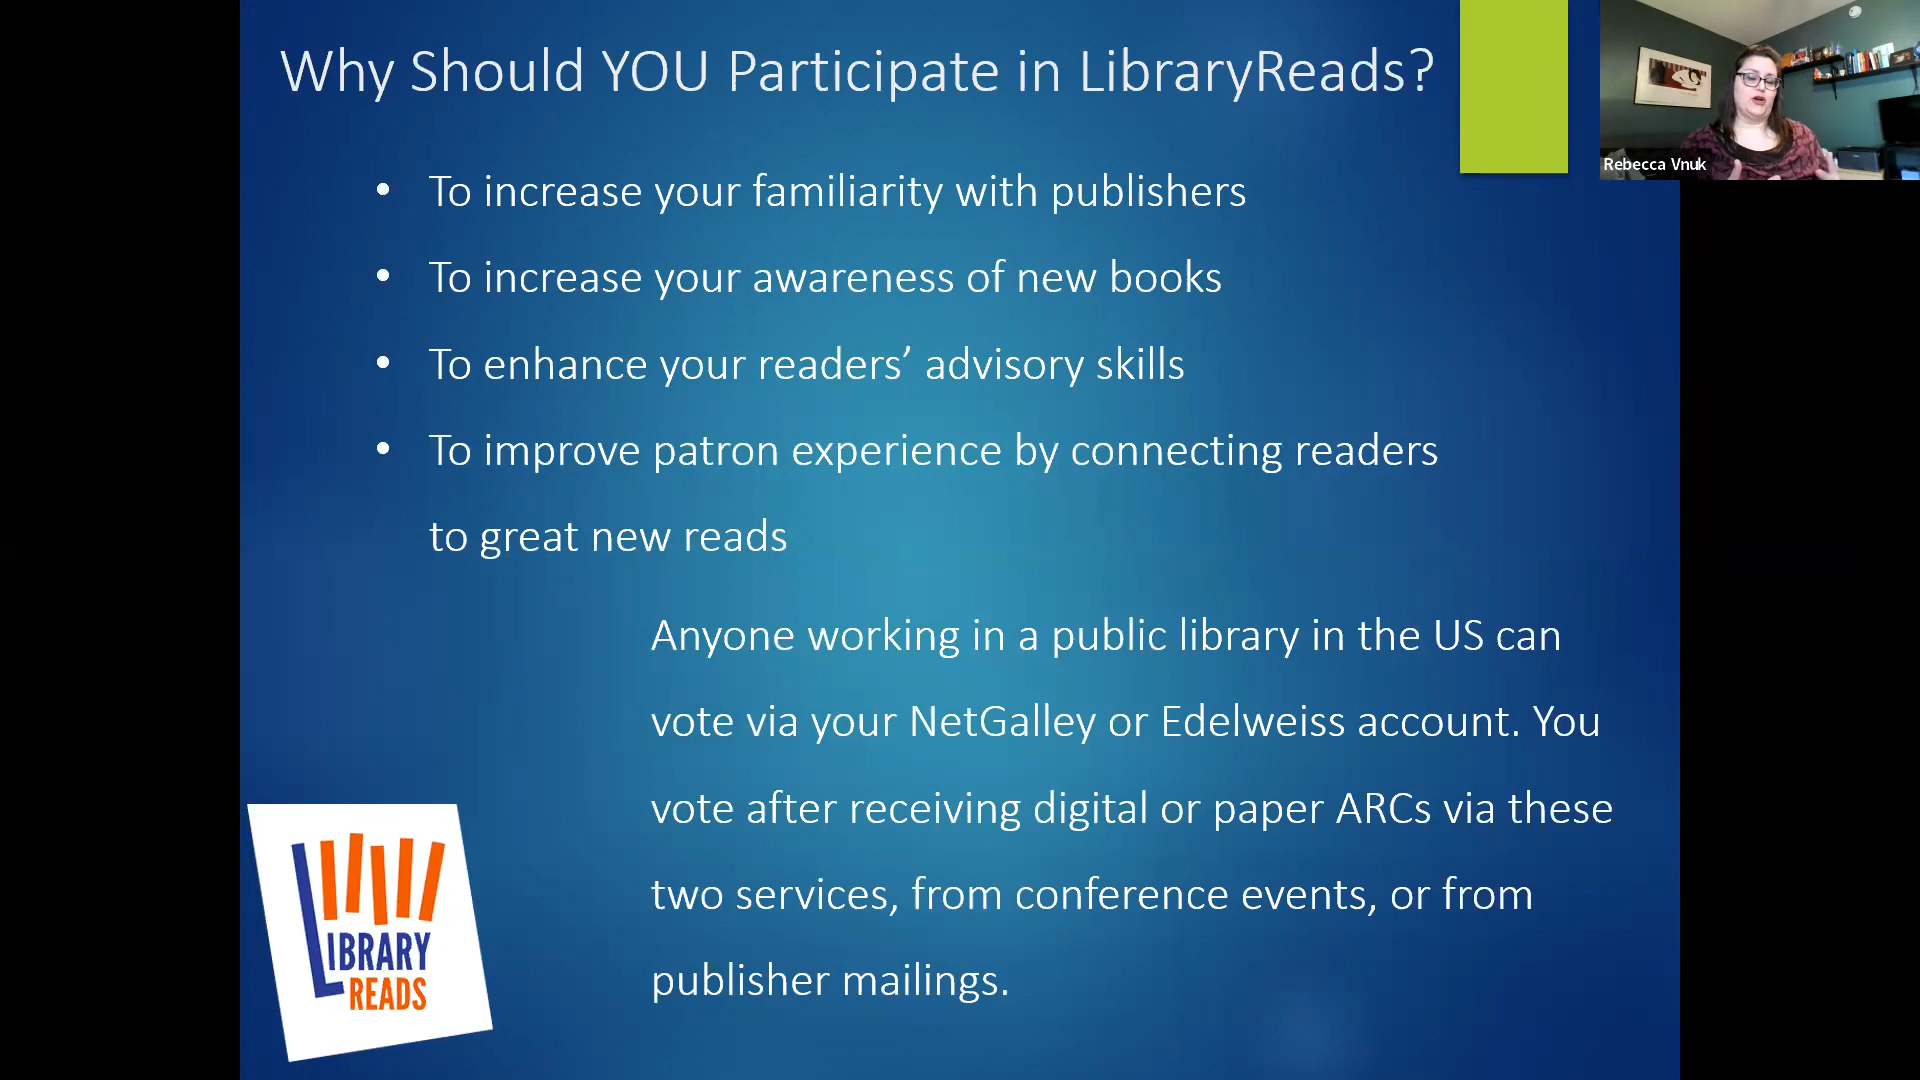 Why Should YOU Participate in LibraryReads?
Rebecca Vnuk
• To increase your familiarity with publishers
• To increase your awareness of new books
• To enhance your readers’ advisory skills
• To improve patron experience by connecting readers
to great new reads
Anyone working in a public library in the US can
vote via your NetGalley or Edelweiss account. You
vote after receiving digital or paper ARCs via these
two services, from conference events, or from
publisher mailings.
LIBRARY
READS